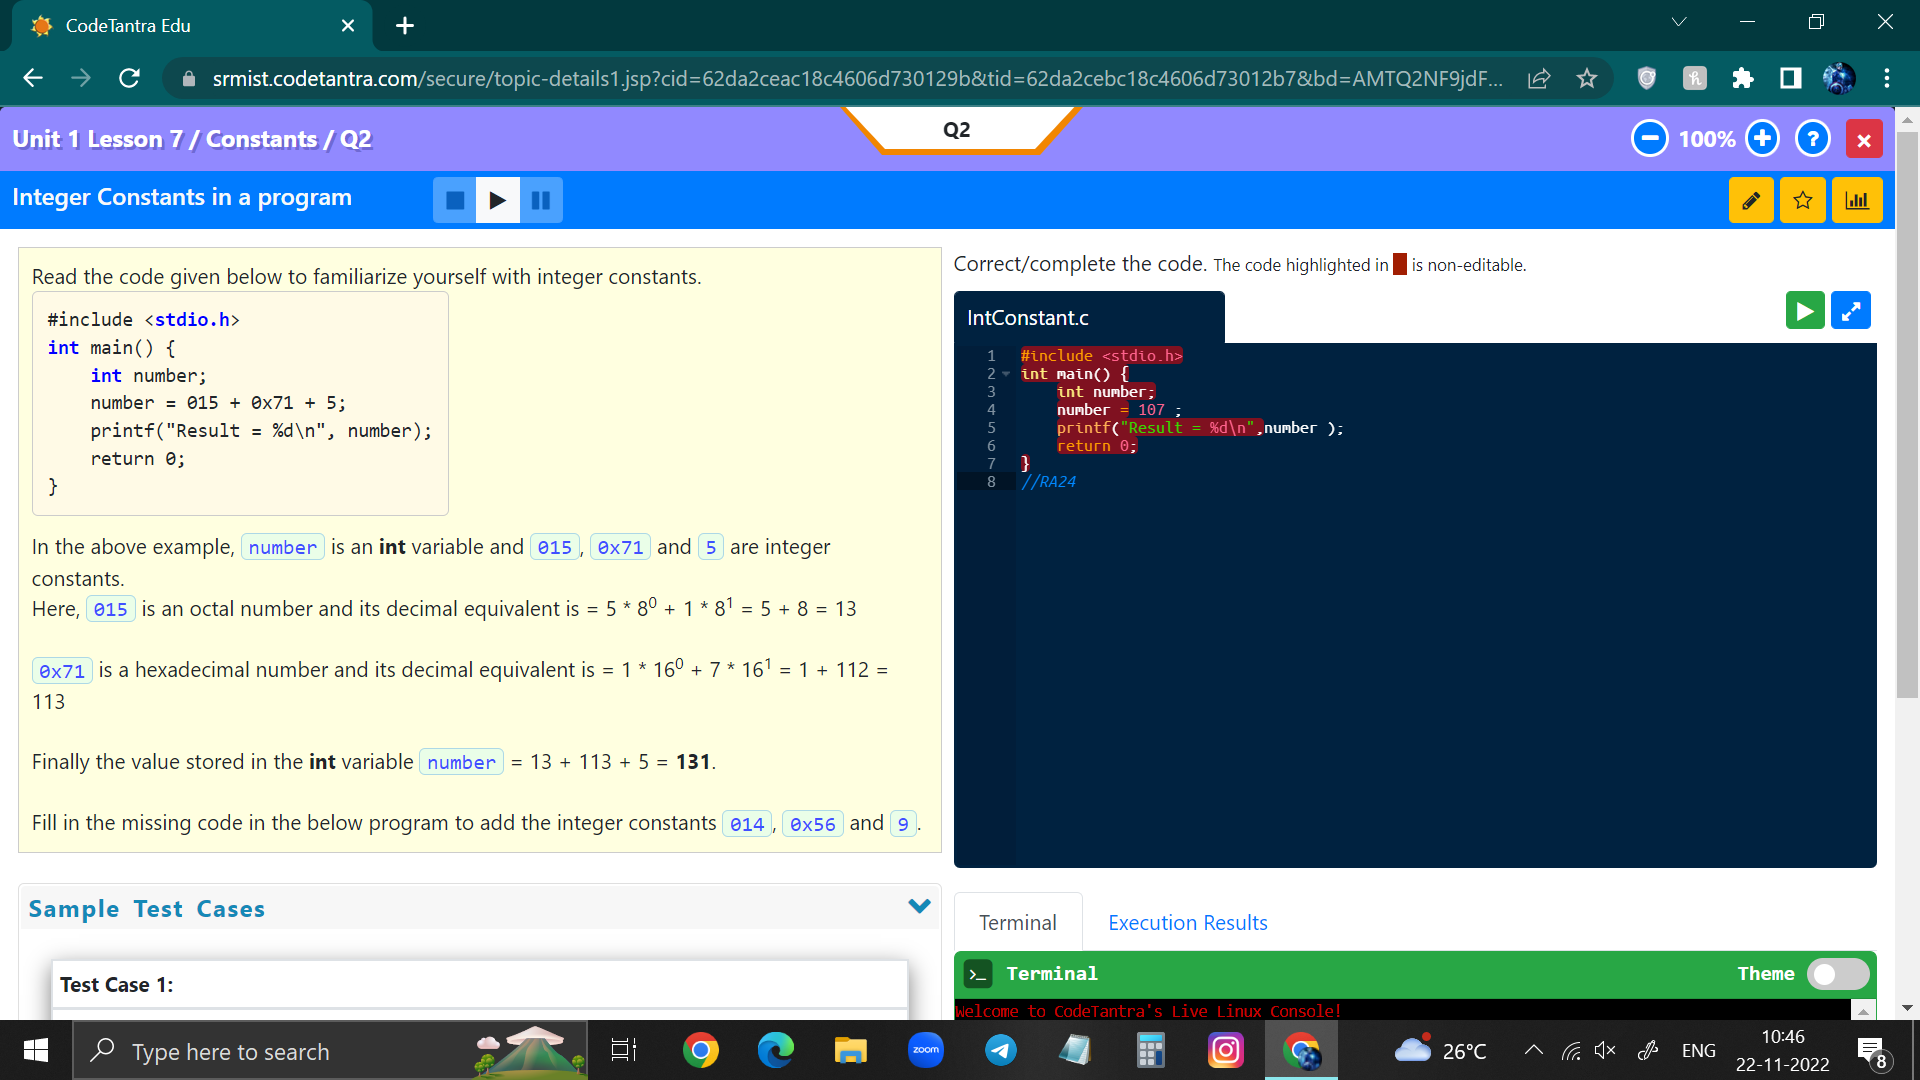 CodeTantra Edu
srmist.codetantra.com/secure/topic-details1.jsp?cid=62da2ceac18c4606d730129b&tid=62da2cebc18c4606d73012b7&bd=AMTQ2NF9jdF...
Unit 1 Lesson 7 / Constants / Q2
Q2
100%
Integer Constants in a program
Read the code given below to familiarize yourself with integer constants.
#include <stdio.h>
int main() {
    int number;
    number = 015 + 0x71 + 5;
    printf("Result = %d\n", number);
    return 0;
}
In the above example, number is an int variable and 015, 0x71 and 5 are integer
constants.
Here, 015 is an octal number and its decimal equivalent is = 5 * 8⁰ + 1 * 8¹ = 5 + 8 = 13
0x71 is a hexadecimal number and its decimal equivalent is = 1 * 16⁰ + 7 * 16¹ = 1 + 112 =
113
Finally the value stored in the int variable number = 13 + 113 + 5 = 131.
Fill in the missing code in the below program to add the integer constants 014, 0x56 and 9.
Sample Test Cases
Test Case 1:
Correct/complete the code. The code highlighted in is non-editable.
IntConstant.c
1 #include <stdio.h>
2 int main() {
3     int number;
4     number = 107 ;
5     printf("Result = %d\n",number );
6     return 0;
7 }
8 //RA24
Terminal
Execution Results
Terminal
Theme
Welcome to CodeTantra's Live Linux Console!
Type here to search
zoom
26°C
ENG
10:46
22-11-2022
8